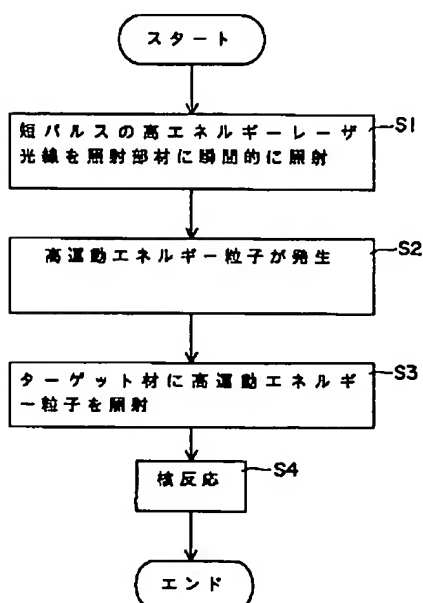 スタート
短パルスの高エネルギーレーザ
光線を照射部材に瞬間的に照射
S1
高運動エネルギー粒子が発生
S2
ターゲット材に高運動エネルギ
ー粒子を照射
S3
核反応
S4
エンド